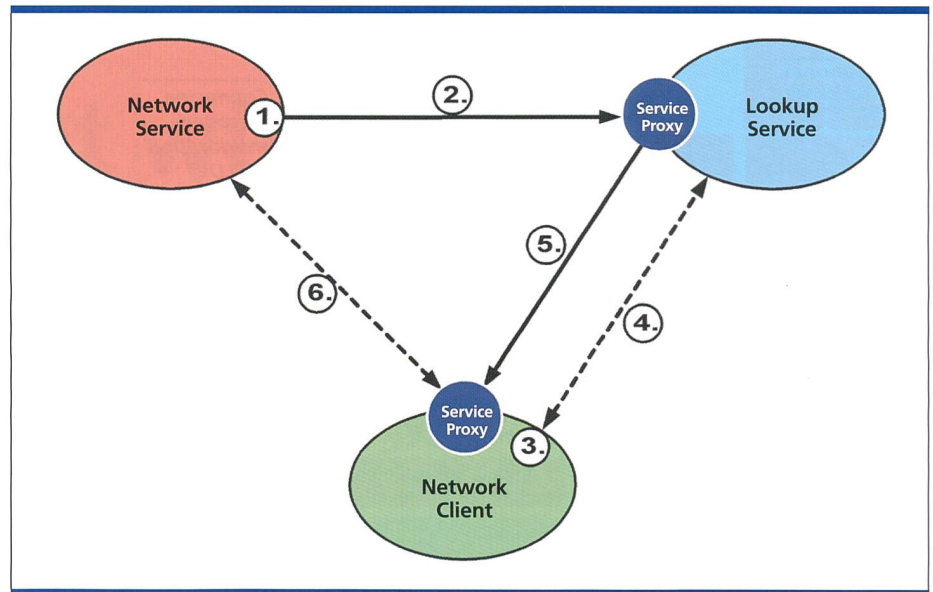 Network
Service
1.
2.
Service
Proxy
Lookup
Service
5.
6.
4.
Service
Proxy
3.
Network
Client